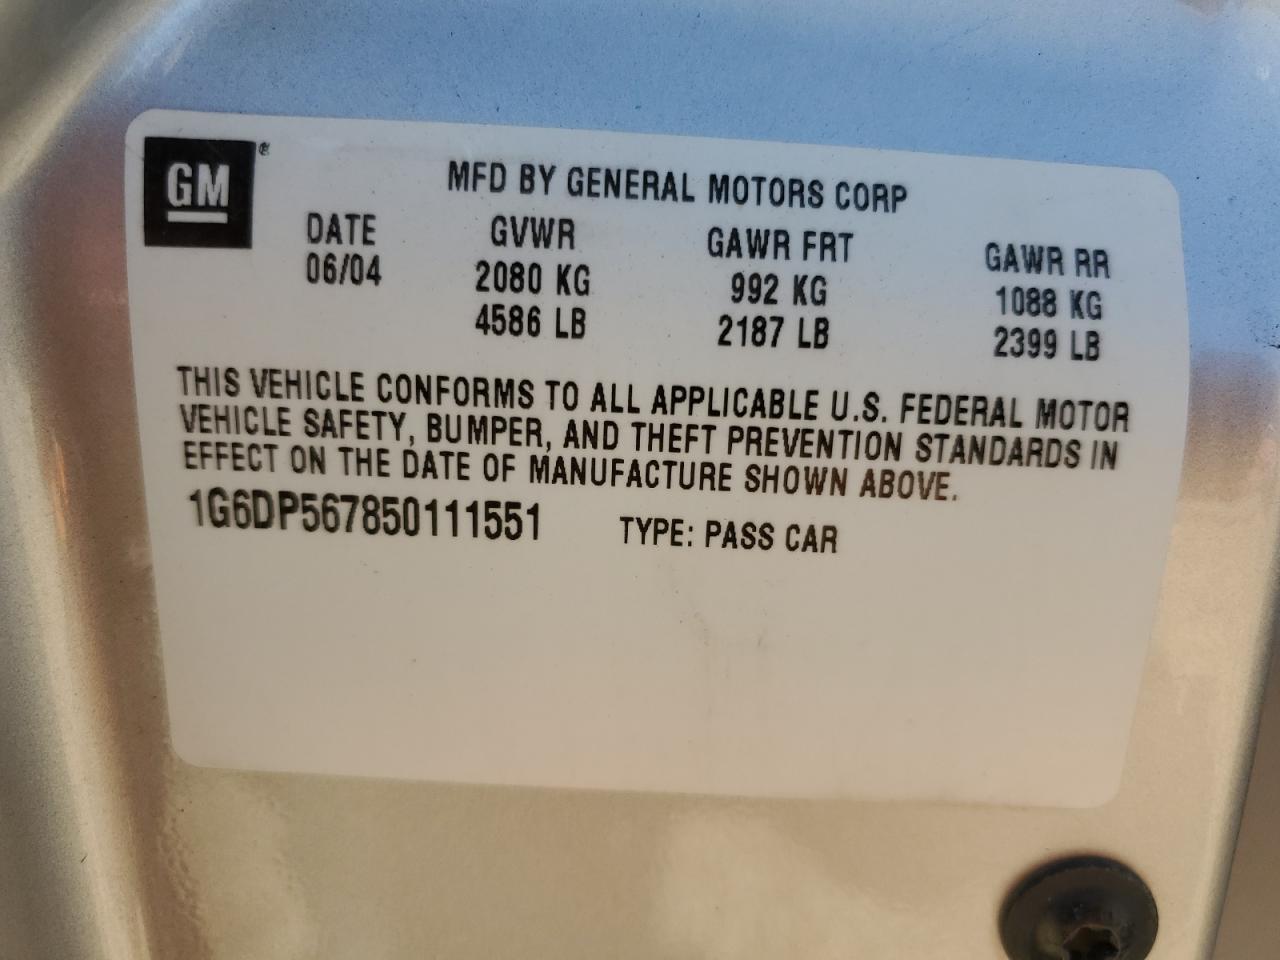 GM®
MFD BY GENERAL MOTORS CORP
DATE GVWR GAWR FRT GAWR RR
06/04 2080 KG 992 KG 1088 KG
4586 LB 2187 LB 2399 LB
THIS VEHICLE CONFORMS TO ALL APPLICABLE U.S. FEDERAL MOTOR
VEHICLE SAFETY, BUMPER, AND THEFT PREVENTION STANDARDS IN
EFFECT ON THE DATE OF MANUFACTURE SHOWN ABOVE.
1G6DP567850111551 TYPE: PASS CAR